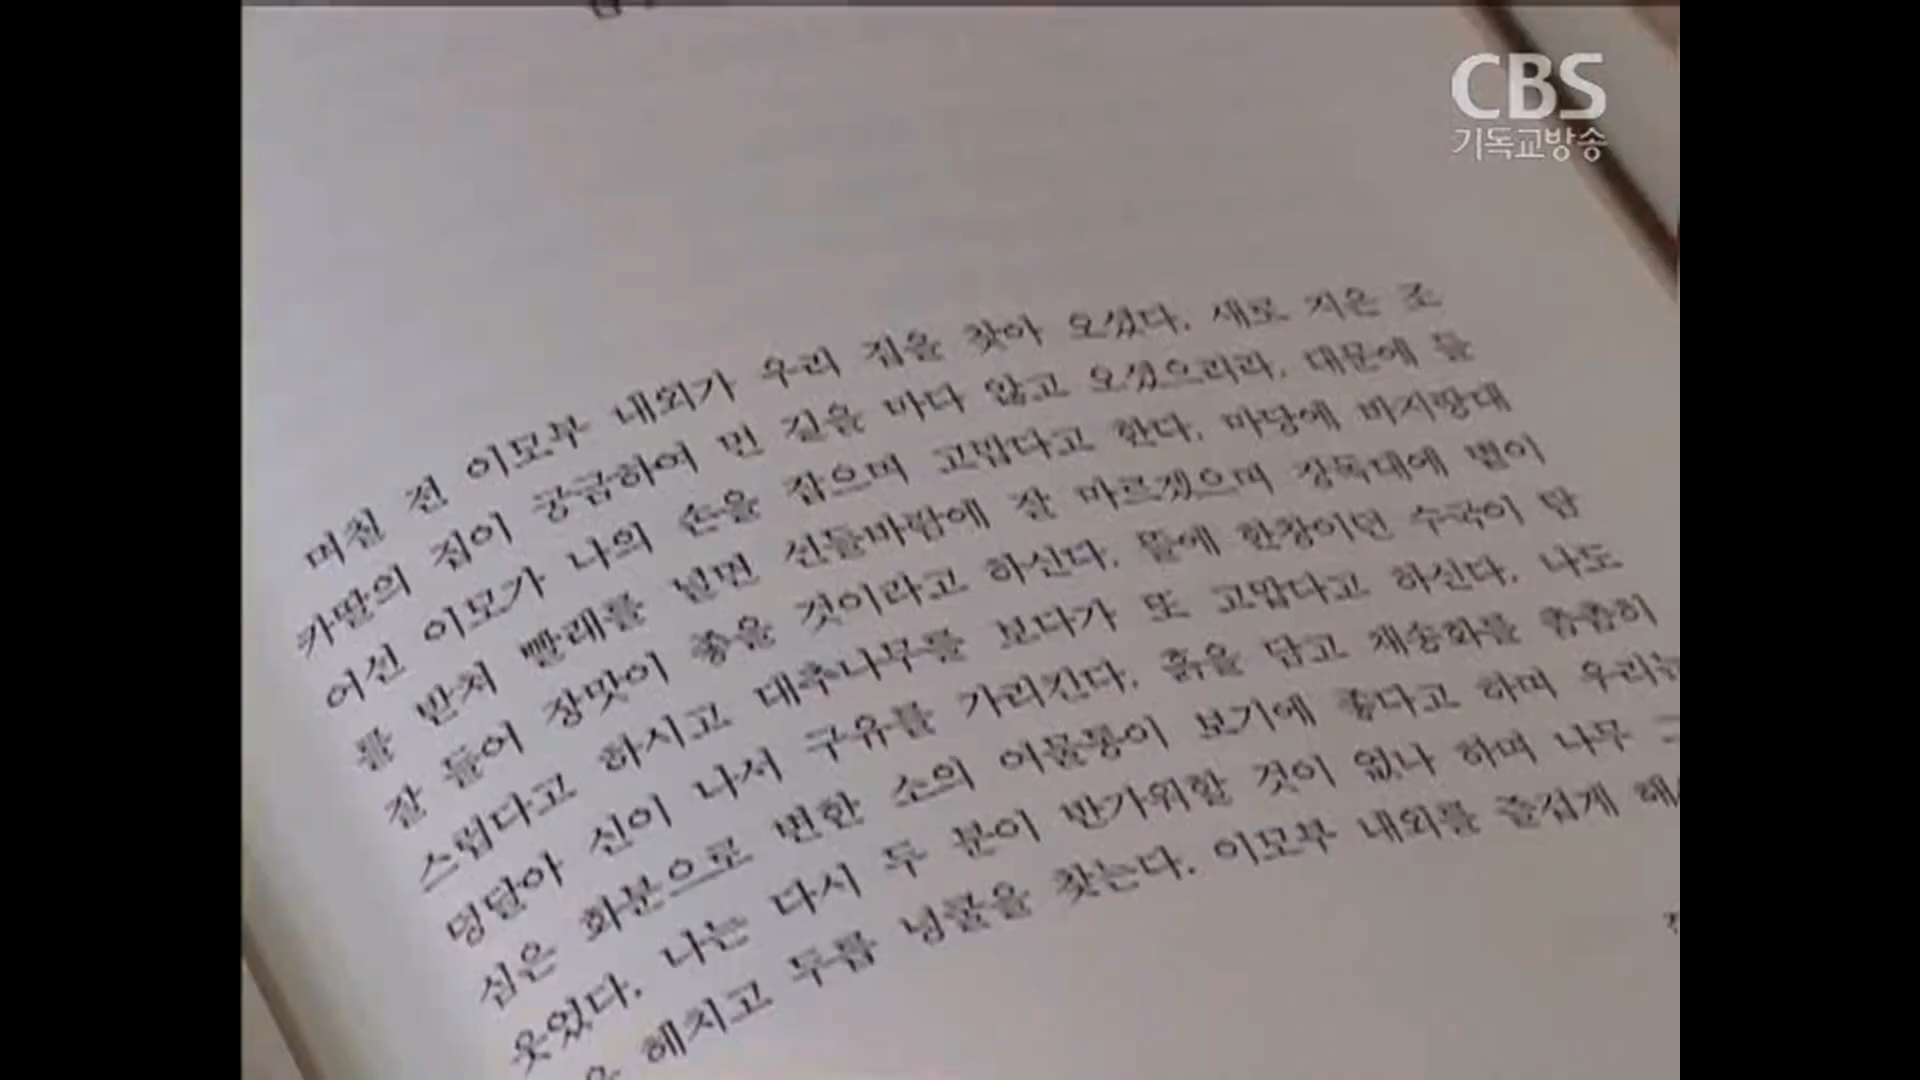 CBS
기독교방송
며칠 전 이모부 내외가 우리 집을 찾아 오셨다. 새로 지은 조
카딸의 집이 궁금하여 먼 길을 마다 않고 오셨으리라. 대문에 들
어선 이모가 나의 손을 잡으며 고맙다고 한다. 마당에 바지랑대
를 받쳐 빨래를 널면 선들바람에 잘 마르겠으며 장독대에 볕이
잘 들어 장맛이 좋을 것이라고 하신다. 뜰에 한창이던 수국이 탐
스럽다고 하시고 대추나무를 보다가 또 고맙다고 하신다. 나도
덩달아 신이 나서 구유를 가리킨다. 흙을 담고 채송화를 촘촘히
심은 화분으로 변한 소의 여물통이 보기에 좋다고 하며 우리는
웃었다. 나는 다시 두 분이 반가워할 것이 없나 하며 나무 그
을 헤치고 두릅 넝쿨을 찾는다. 이모부 내외를 즐겁게 해